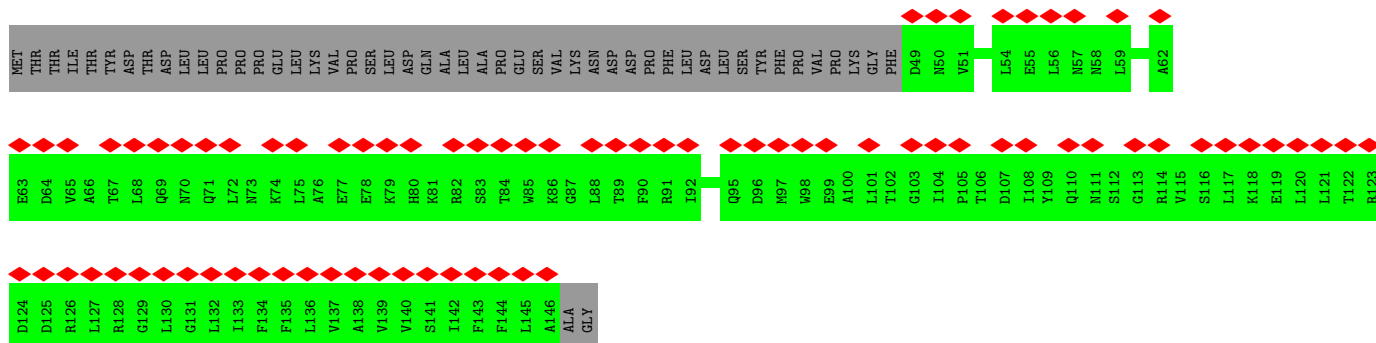 MET THR THR ILE THR TYR ASP THR ASP LEU LEU PRO PRO PRO GLU LEU LYS VAL PRO SER LEU ASP GLN ALA LEU ALA PRO GLU SER VAL LYS ASN ASP ASP PRO PHE LEU ASP LEU SER TYR PHE PRO VAL PRO LYS GLY PHE D49 N50 V51 L54 E55 L56 N57 N58 L59 A62
E63 D64 V65 A66 T67 L68 Q69 N70 Q71 L72 N73 K74 L75 A76 E77 E78 K79 H80 K81 R82 S83 T84 W85 K86 G87 L88 T89 F90 R91 I92 Q95 D96 M97 W98 E99 A100 L101 T102 G103 I104 P105 T106 D107 I108 Y109 Q110 N111 S112 G113 R114 V115 S116 L117 K118 E119 L120 L121 T122 R123
D124 D125 R126 L127 R128 G129 L130 G131 L132 I133 F134 F135 L136 V137 A138 V139 V140 S141 I142 F143 F144 L145 A146 ALA GLY